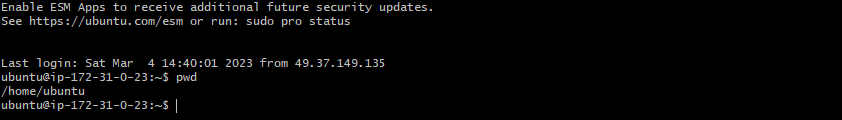 Enable ESM Apps to receive additional future security updates.
See https://ubuntu.com/esm or run: sudo pro status
Last login: Sat Mar  4 14:40:01 2023 from 49.37.149.135
ubuntu@ip-172-31-0-23:~$ pwd
/home/ubuntu
ubuntu@ip-172-31-0-23:~$